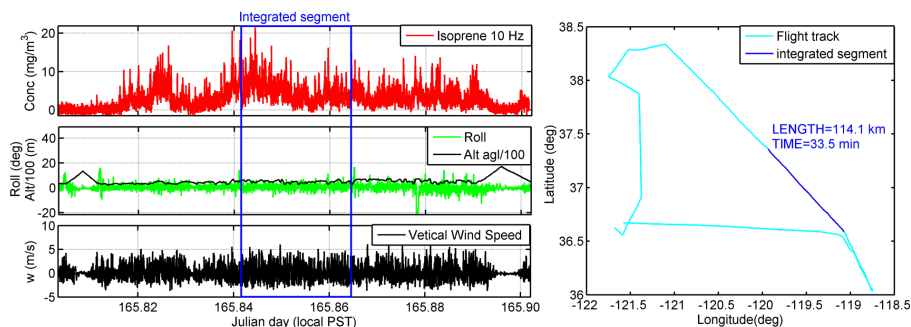 Integrated segment
Conc (mg/m3)
20
10
0
Isoprene 10 Hz
Roll (deg)
Alt/100 (m)
40
20
0
-20
Roll
Alt agl/100
w (m/s)
10
5
0
-5
Vetical Wind Speed
165.82 165.84 165.86 165.88 165.90
Julian day (local PST)
Latitude (deg)
38.5
38
37.5
37
36.5
36
Flight track
integrated segment
LENGTH=114.1 km
TIME=33.5 min
-122 -121.5 -121 -120.5 -120 -119.5 -119 -118.5
Longitude(deg)